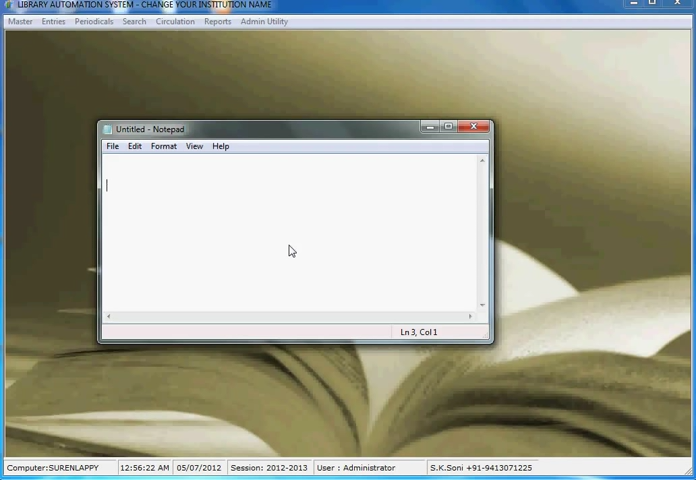 LIBRARY AUTOMATION SYSTEM - CHANGE YOUR INSTITUTION NAME
Master Entries Periodicals Search Circulation Reports Admin Utility
Untitled - Notepad
File Edit Format View Help
Ln 3, Col 1
Computer:SURENLAPPY 12:56:22 AM 05/07/2012 Session: 2012-2013 User : Administrator S.K.Soni +91-9413071225